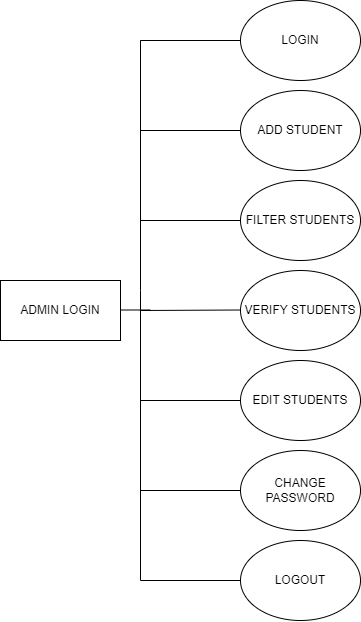 LOGIN
ADD STUDENT
FILTER STUDENTS
ADMIN LOGIN
VERIFY STUDENTS
EDIT STUDENTS
CHANGE
PASSWORD
LOGOUT